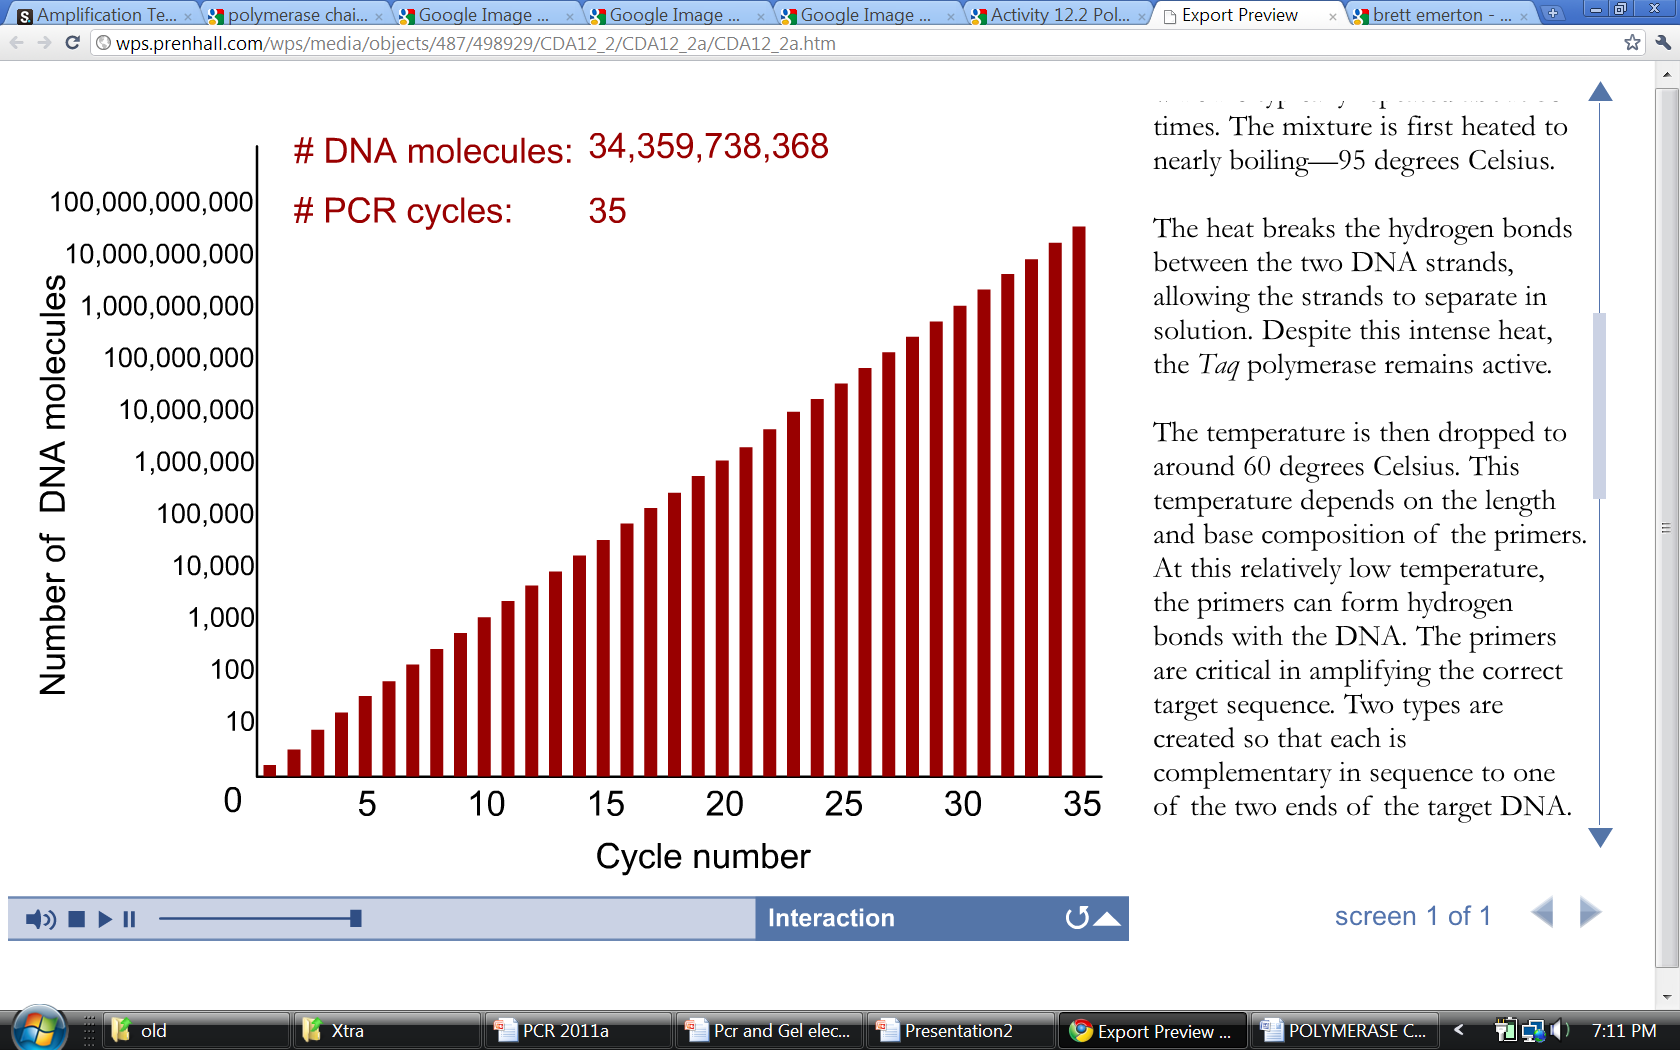 Amplification Te...
polymerase chai...
Google Image ...
Google Image ...
Google Image ...
Activity 12.2 Pol...
Export Preview
brett emerton - ...
wps.prenhall.com/wps/media/objects/487/498929/CDA12_2/CDA12_2a/CDA12_2a.htm
# DNA molecules: 34,359,738,368
# PCR cycles: 35
Number of DNA molecules
100,000,000,000
10,000,000,000
1,000,000,000
100,000,000
10,000,000
1,000,000
100,000
10,000
1,000
100
10
0 5 10 15 20 25 30 35
Cycle number
times. The mixture is first heated to
nearly boiling—95 degrees Celsius.
The heat breaks the hydrogen bonds
between the two DNA strands,
allowing the strands to separate in
solution. Despite this intense heat,
the Taq polymerase remains active.
The temperature is then dropped to
around 60 degrees Celsius. This
temperature depends on the length
and base composition of the primers.
At this relatively low temperature,
the primers can form hydrogen
bonds with the DNA. The primers
are critical in amplifying the correct
target sequence. Two types are
created so that each is
complementary in sequence to one
of the two ends of the target DNA.
Interaction
screen 1 of 1
old
Xtra
PCR 2011a
Pcr and Gel elec...
Presentation2
Export Preview ...
POLYMERASE C...
7:11 PM